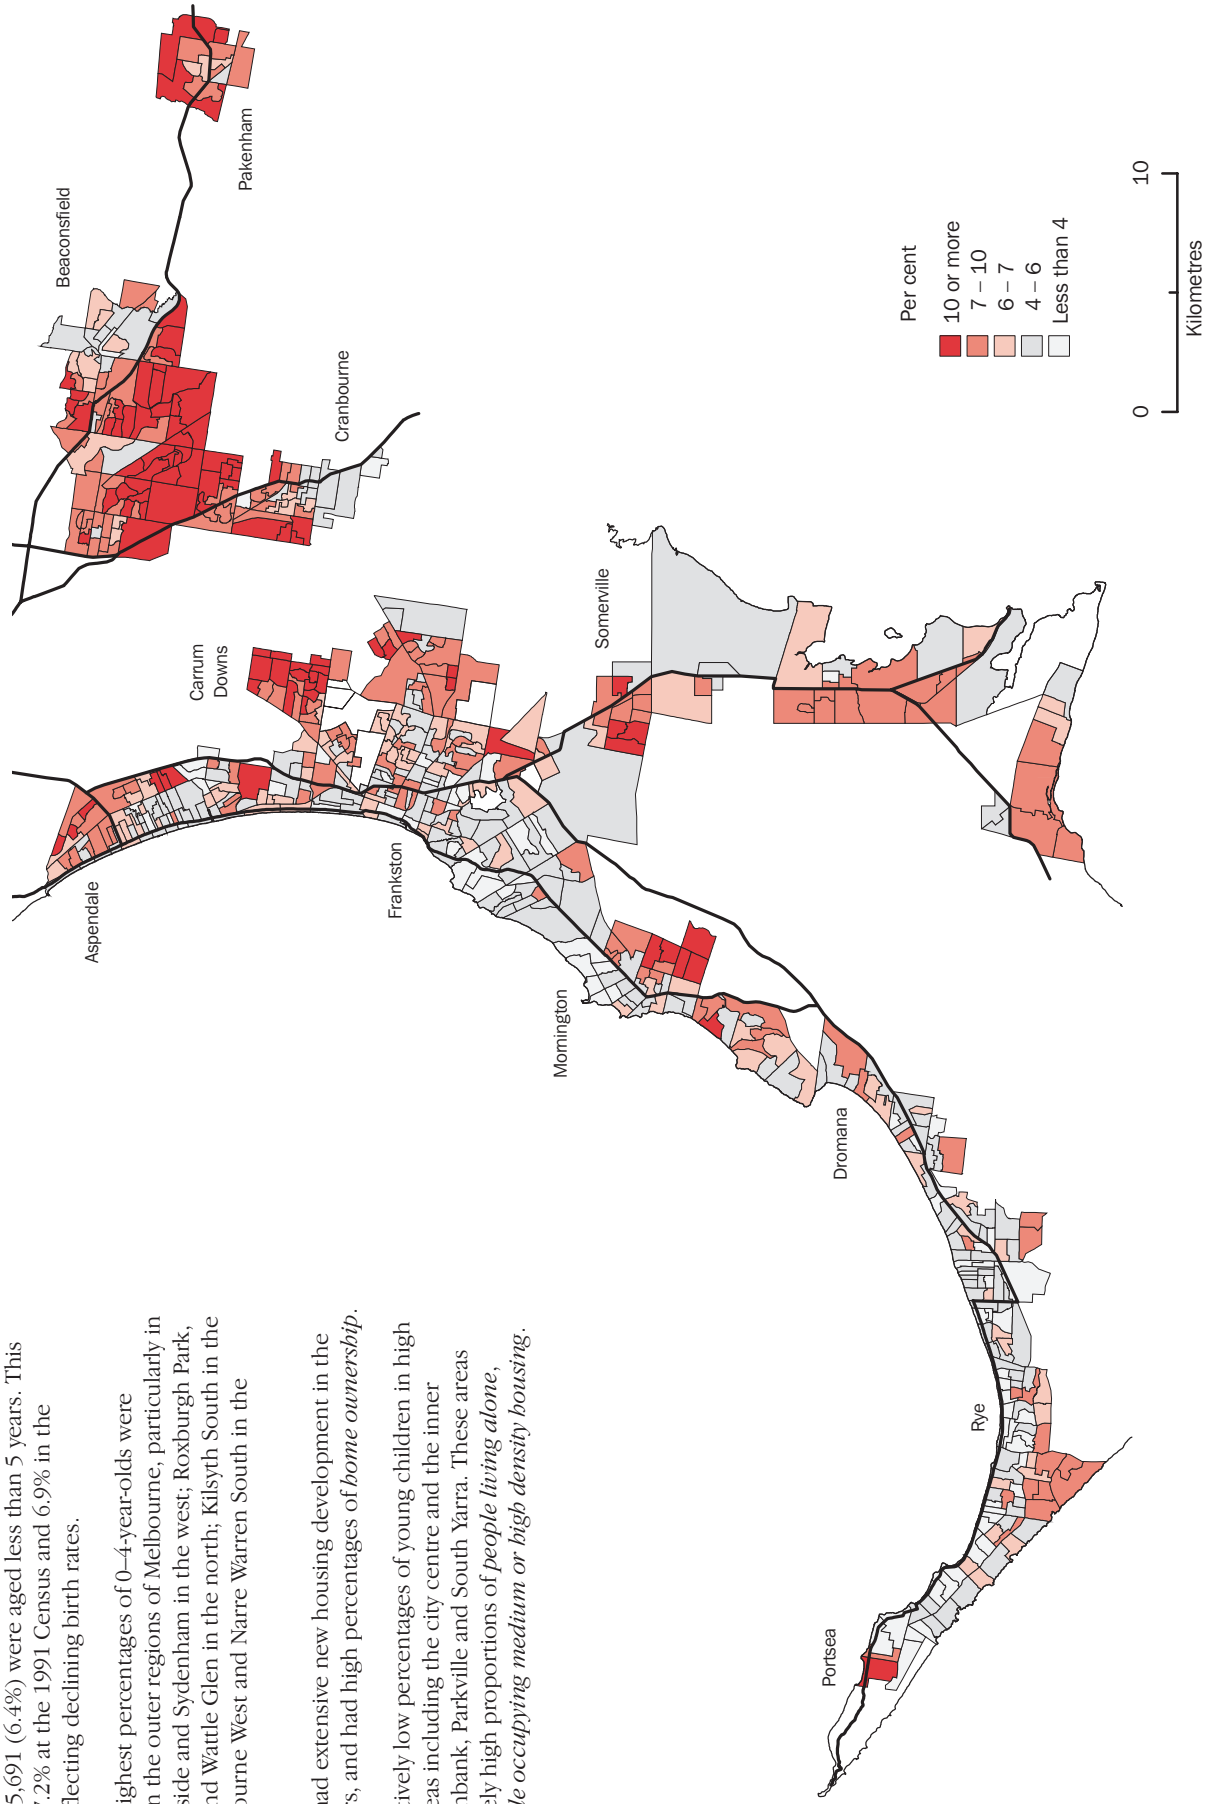 5,691 (6.4%) were aged less than 5 years. This
7.2% at the 1991 Census and 6.9% in the
declining birth rates.
ighest percentages of 0–4-year-olds were
n the outer regions of Melbourne, particularly in
side and Sydenham in the west; Roxburgh Park,
nd Wattle Glen in the north; Kilsyth South in the
ourne West and Narre Warren South in the
ad extensive new housing development in the
s, and had high percentages of home ownership.
tively low percentages of young children in high
eas including the city centre and the inner
nbank, Parkville and South Yarra. These areas
ely high proportions of people living alone,
le occupying medium or high density housing.
Pakenham
Beaconsfield
Cranbourne
Carrum
Downs
Somerville
Aspendale
Frankston
Mornington
Dromana
Rye
Portsea
Per cent
10 or more
7 – 10
6 – 7
4 – 6
Less than 4
0
10
Kilometres